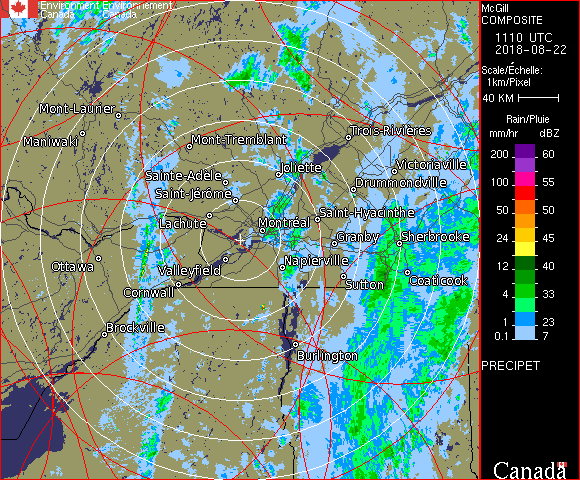 Environment Environnement
Canada Canada
McGill
COMPOSITE
1110 UTC
2018-08-22
Scale/Échelle:
1km/Pixel
40 KM
Rain/Pluie
mm/hr dBZ
200 60
100 55
50 50
24 45
12 40
4 33
1 23
0.1 7
PRECIPET
Canada
Mont-Laurier
Maniwaki
Mont-Tremblant
Trois-Rivières
Joliette
Victoriaville
Sainte-Adèle
Drummondville
Saint-Jérôme
Lachute
Saint-Hyacinthe
Montréal
Granby
Sherbrooke
Ottawa
Valleyfield
Napierville
Cornwall
Sutton
Coaticook
Brockville
Burlington